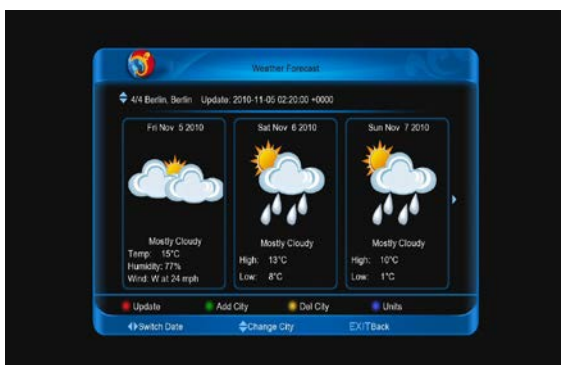 Weather Forecast
4/4 Berlin, Berlin Update: 2010-11-05 02:20:00 +0000
Fri Nov 5 2010
Mostly Cloudy
Temp: 15°C
Humidity: 77%
Wind: W at 24 mph
Sat Nov 6 2010
Mostly Cloudy
High: 13°C
Low: 8°C
Sun Nov 7 2010
Mostly Cloudy
High: 10°C
Low: 1°C
Update Add City Del City Units
Switch Date Change City EXITBack